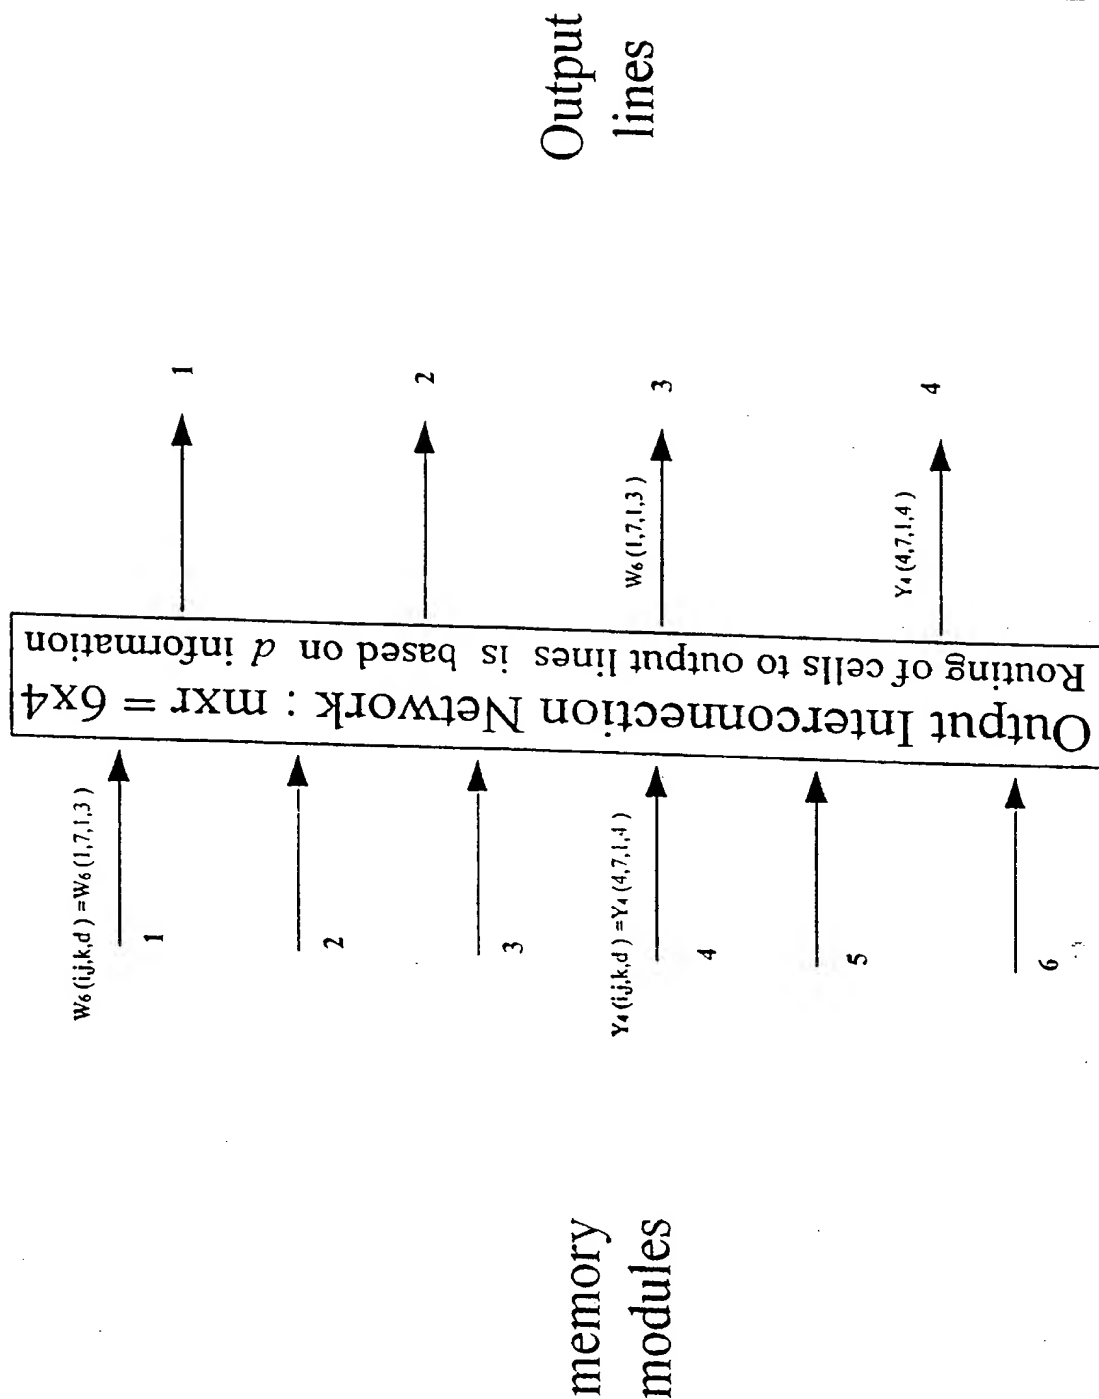 memory
modules
W6 (i,j,k,d ) =W6 (1,7,1,3 )
1
2
3
Y4 (i,j,k,d ) =Y4 (4,7,1,4 )
4
5
6
Output Interconnection Network : mxr = 6x4
Routing of cells to output lines is based on d information
1
2
W6 (1,7,1,3 )
3
Y4 (4,7,1,4 )
4
Output
lines